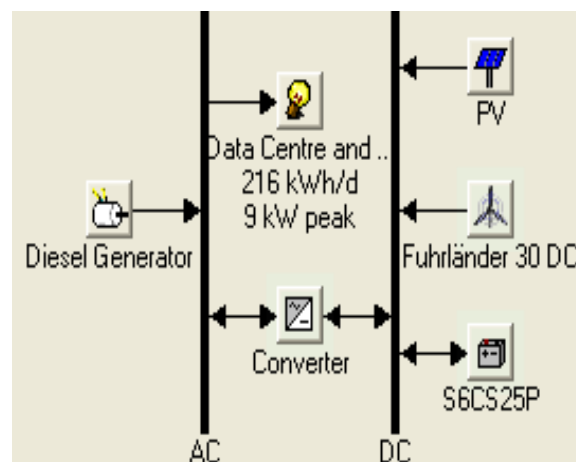 PV
Data Centre and ..
216 kWh/d
9 kW peak
Diesel Generator
Fuhrländer 30 DC
Converter
S6CS25P
AC
DC